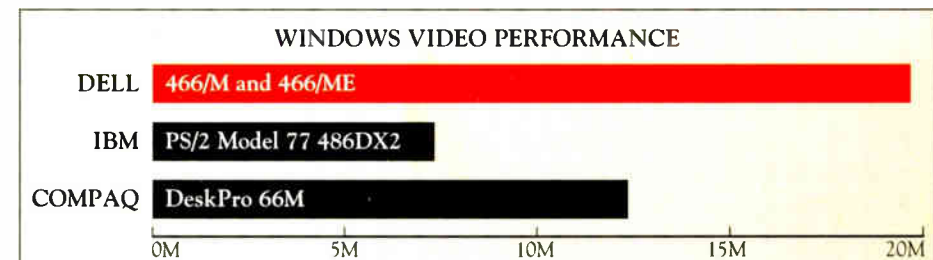 WINDOWS VIDEO PERFORMANCE
DELL 466/M and 466/ME
IBM PS/2 Model 77 486DX2
COMPAQ DeskPro 66M
0M 5M 10M 15M 20M